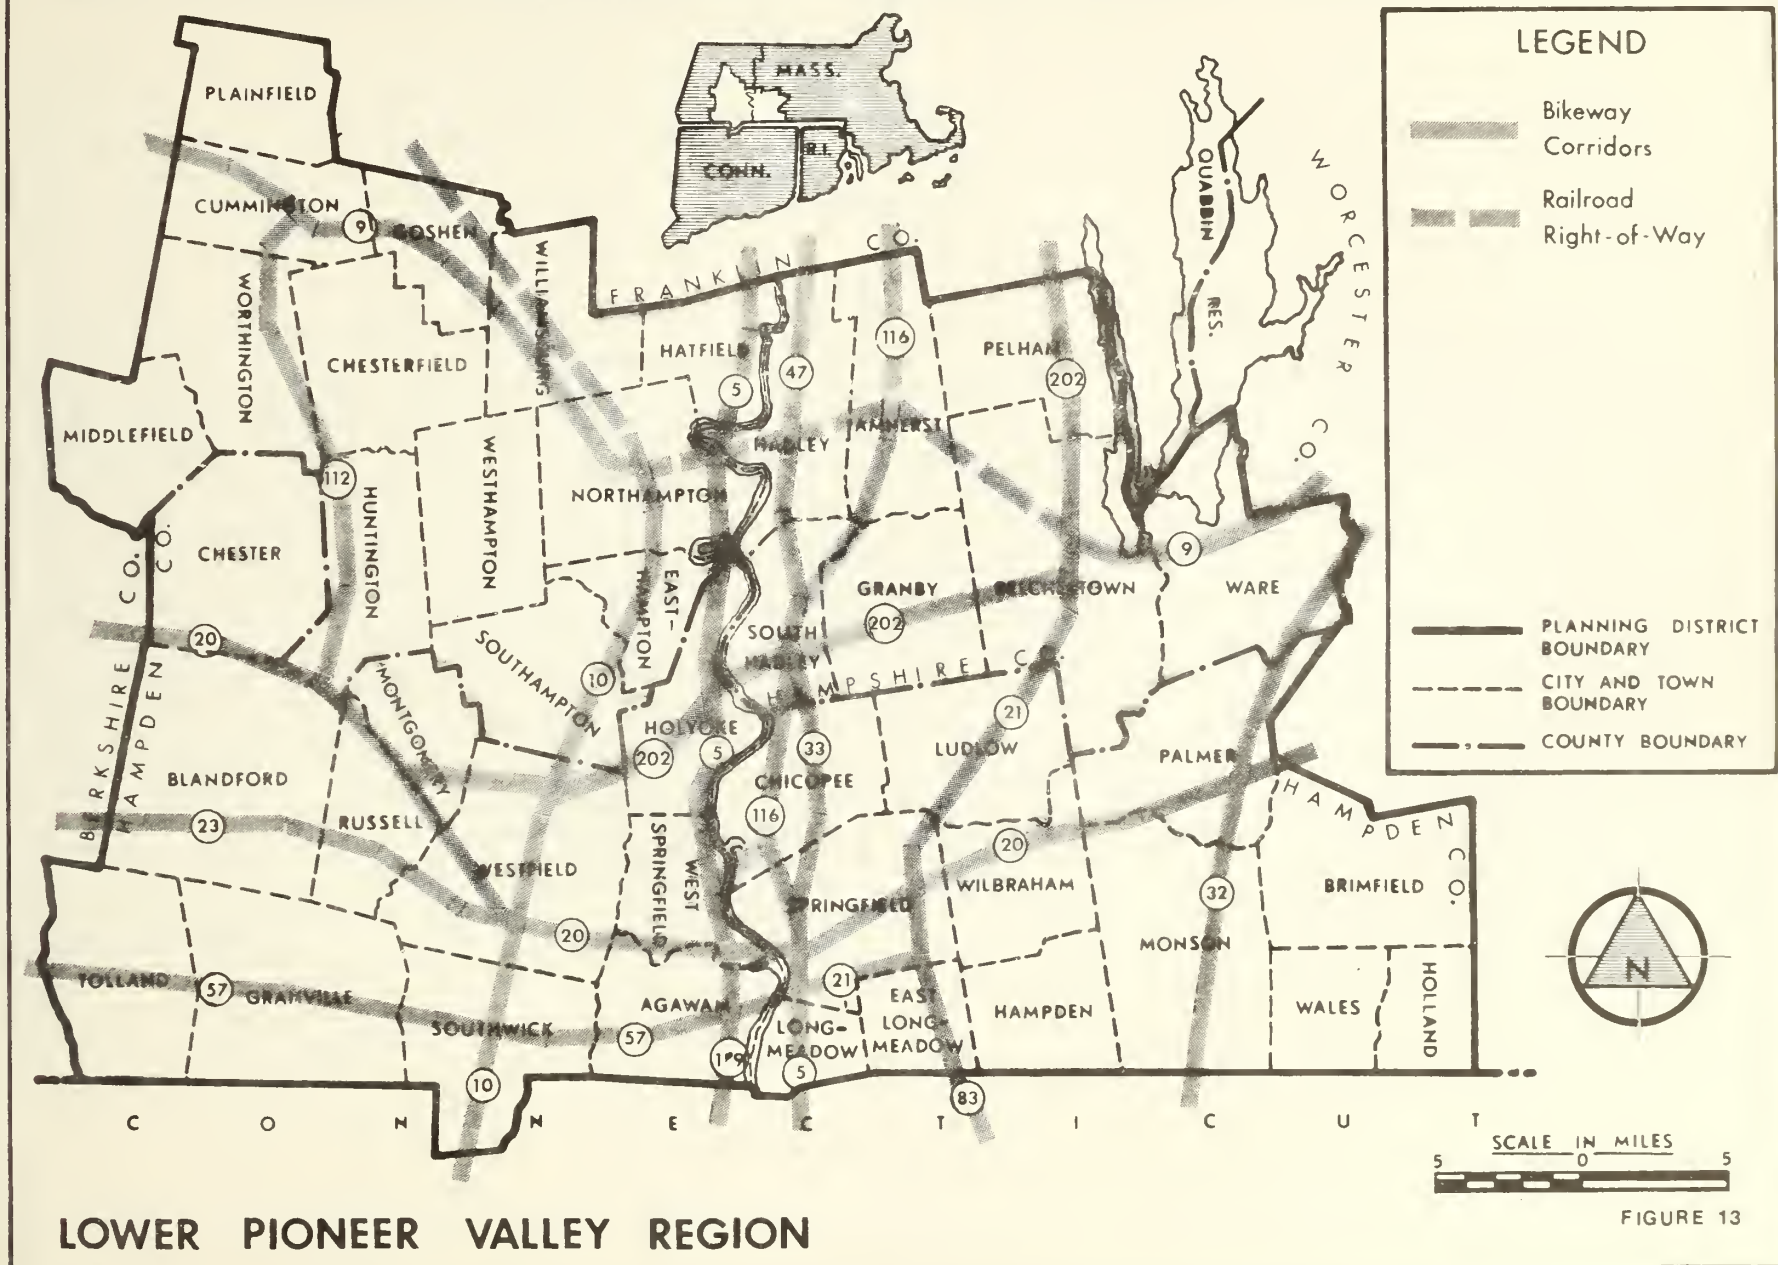 LEGEND
Bikeway
Corridors
Railroad
Right-of-Way
PLANNING DISTRICT
BOUNDARY
CITY AND TOWN
BOUNDARY
COUNTY BOUNDARY
MASS.
CONN.
R.I.
PLAINFIELD
CUMMINGTON
9
GOSHEN
WILLIAMSBURG
WORTHINGTON
CHESTERFIELD
MIDDLEFIELD
112
HUNTINGTON
WESTHAMPTON
CHESTER
FRANKLIN CO.
HATFIELD
5
47
116
PELHAM
202
QUABBIN
RES.
WORCESTER CO.
HADLEY
AMHERST
NORTHAMPTON
EAST-
HAMPTON
GRANBY
202
BELCHERTOWN
9
WARE
SOUTH
HADLEY
HAMPSHIRE CO.
BERKSHIRE CO.
HAMPDEN CO.
20
SOUTHAMPTON
10
MONTGOMERY
HOLYOKE
202
5
33
CHICOPEE
116
21
LUDLOW
PALMER
HAMPDEN CO.
BLANDFORD
23
RUSSELL
WESTFIELD
20
WEST
SPRINGFIELD
SPRINGFIELD
20
WILBRAHAM
32
BRIMFIELD
MONSON
TOLLAND
57
GRANVILLE
SOUTHWICK
57
AGAWAM
21
EAST
LONG-
MEADOW
LONG-
MEADOW
HAMPDEN
WALES
HOLLAND
10
5
83
CONNECTICUT
N
SCALE IN MILES
5 0 5
FIGURE 13
LOWER PIONEER VALLEY REGION